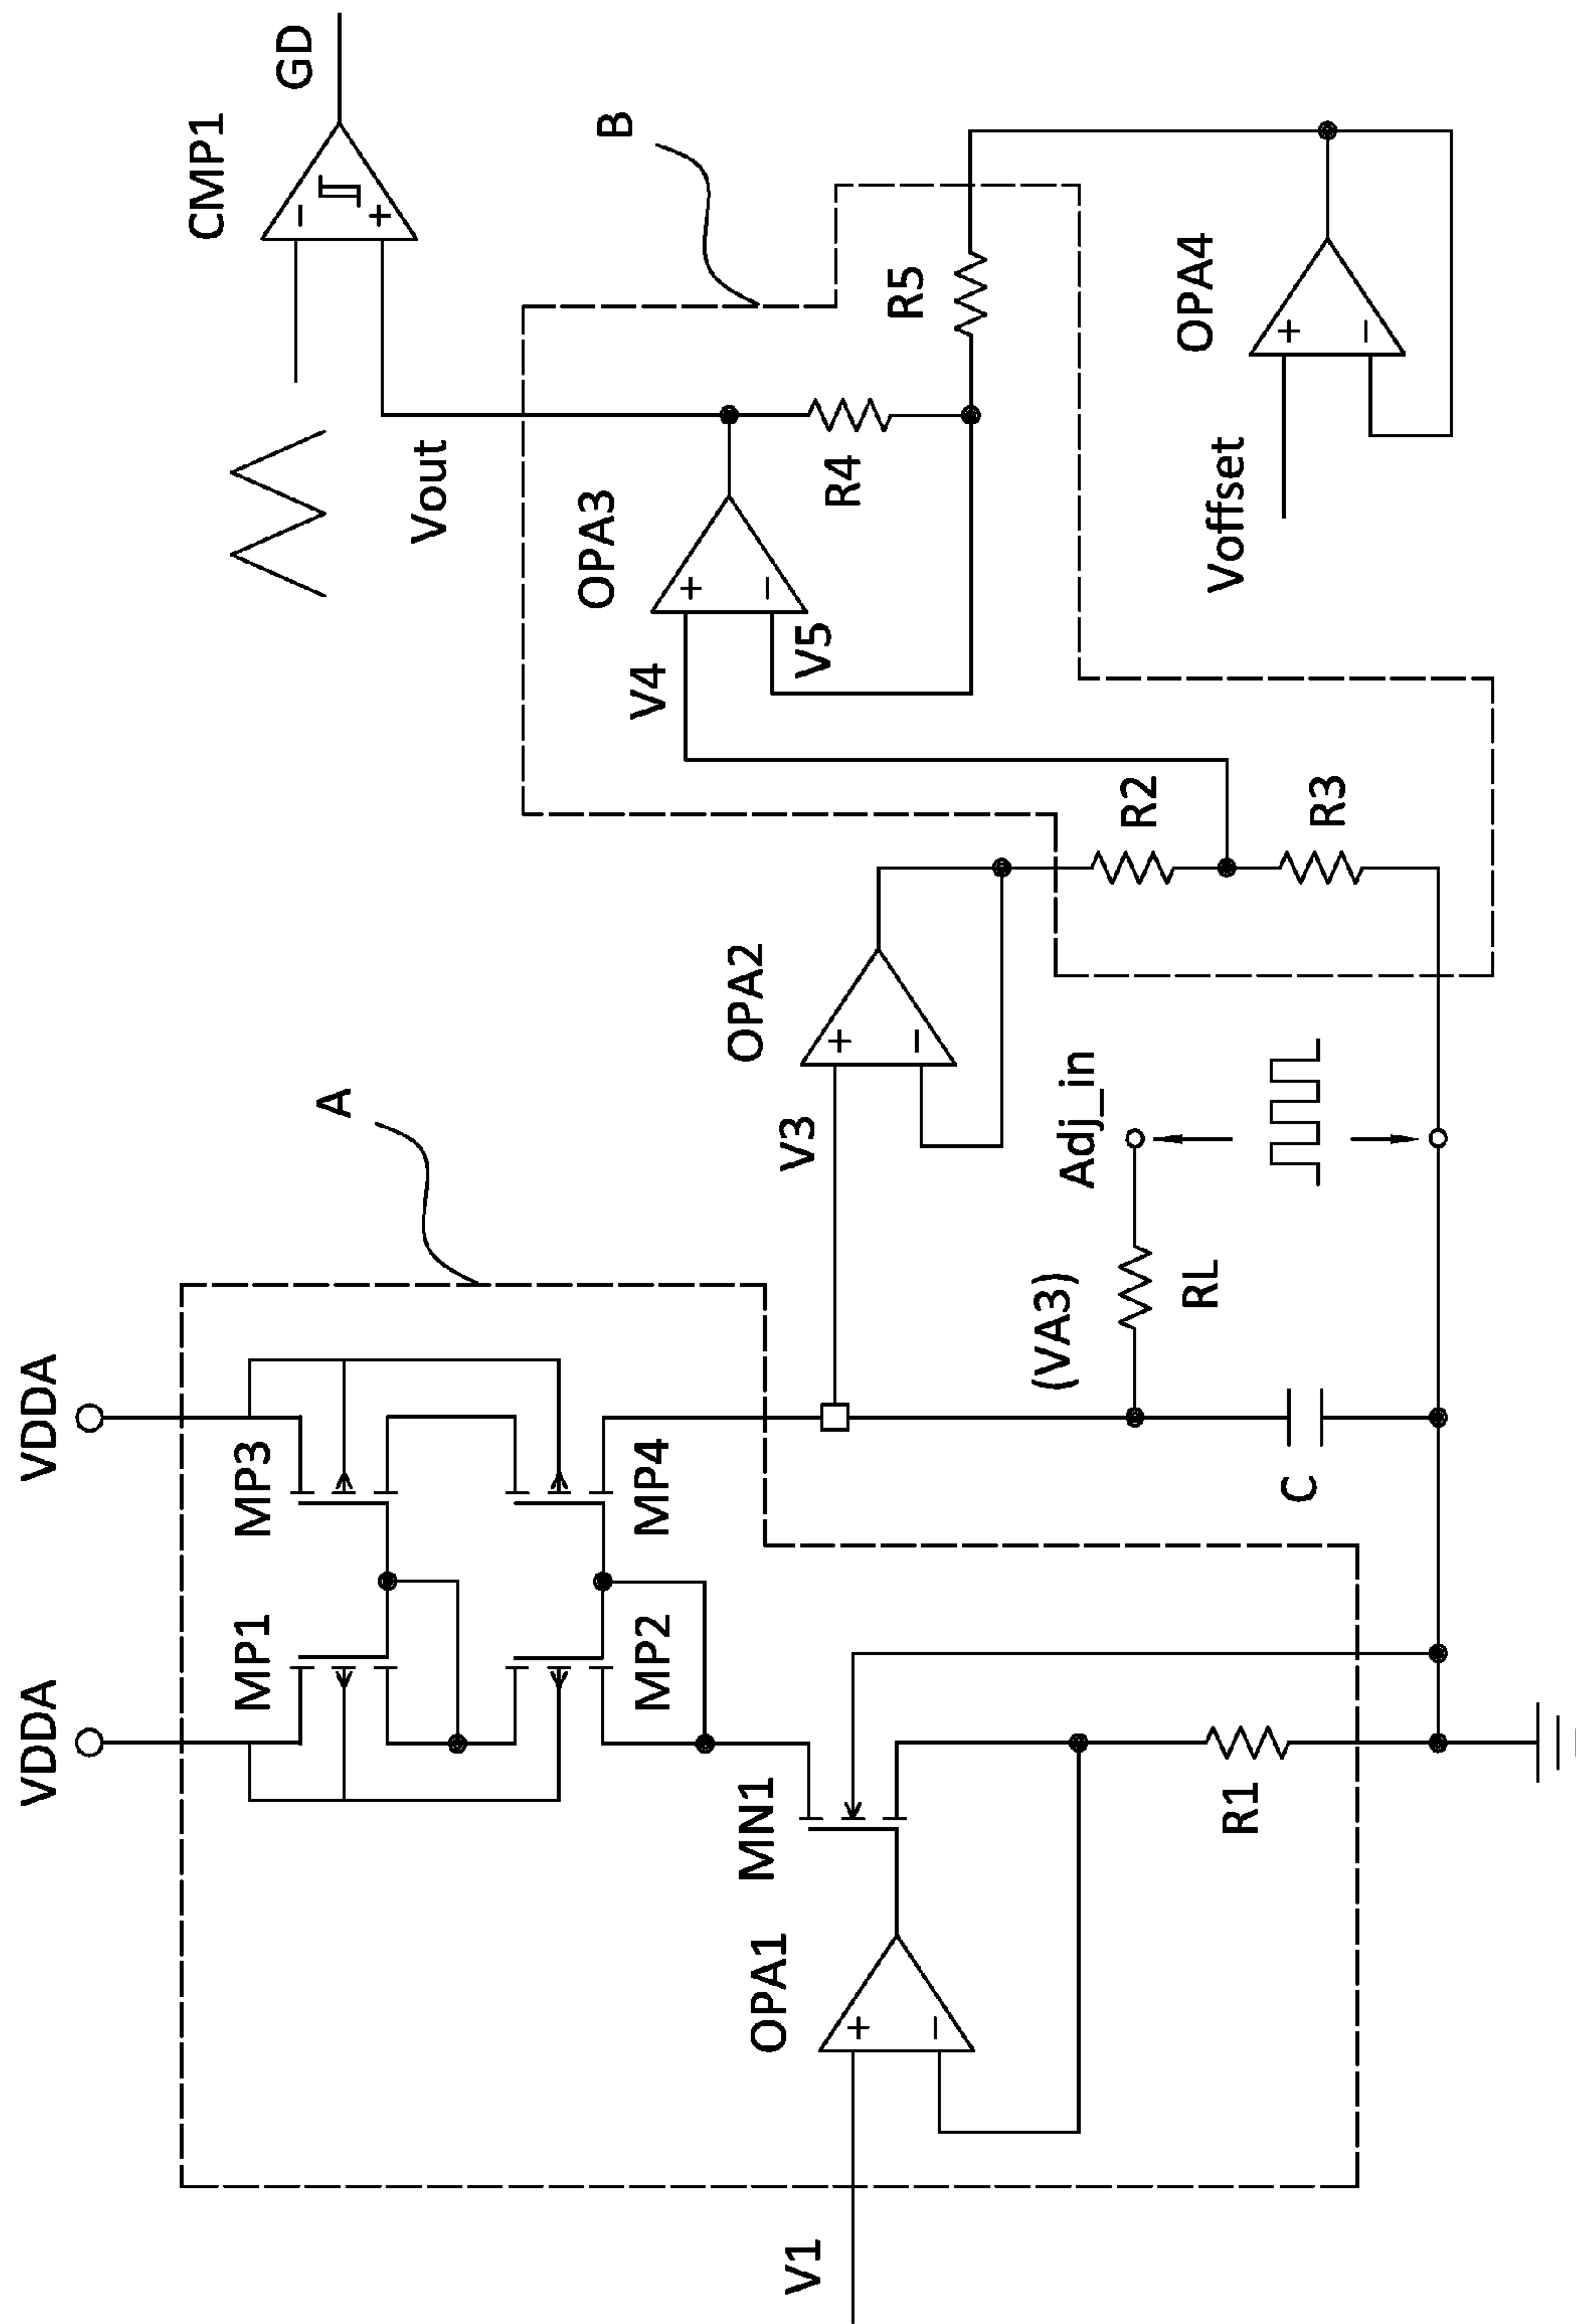 VDDA
VDDA
A
MP1
MP3
MP2
MP4
MN1
OPA1
V1
R1
V3
OPA2
(VA3)
RL
Adj_in
C
R2
R3
B
V4
V5
OPA3
R4
R5
Vout
CMP1
GD
Voffset
OPA4
+
−
+
−
+
−
+
−
−
+